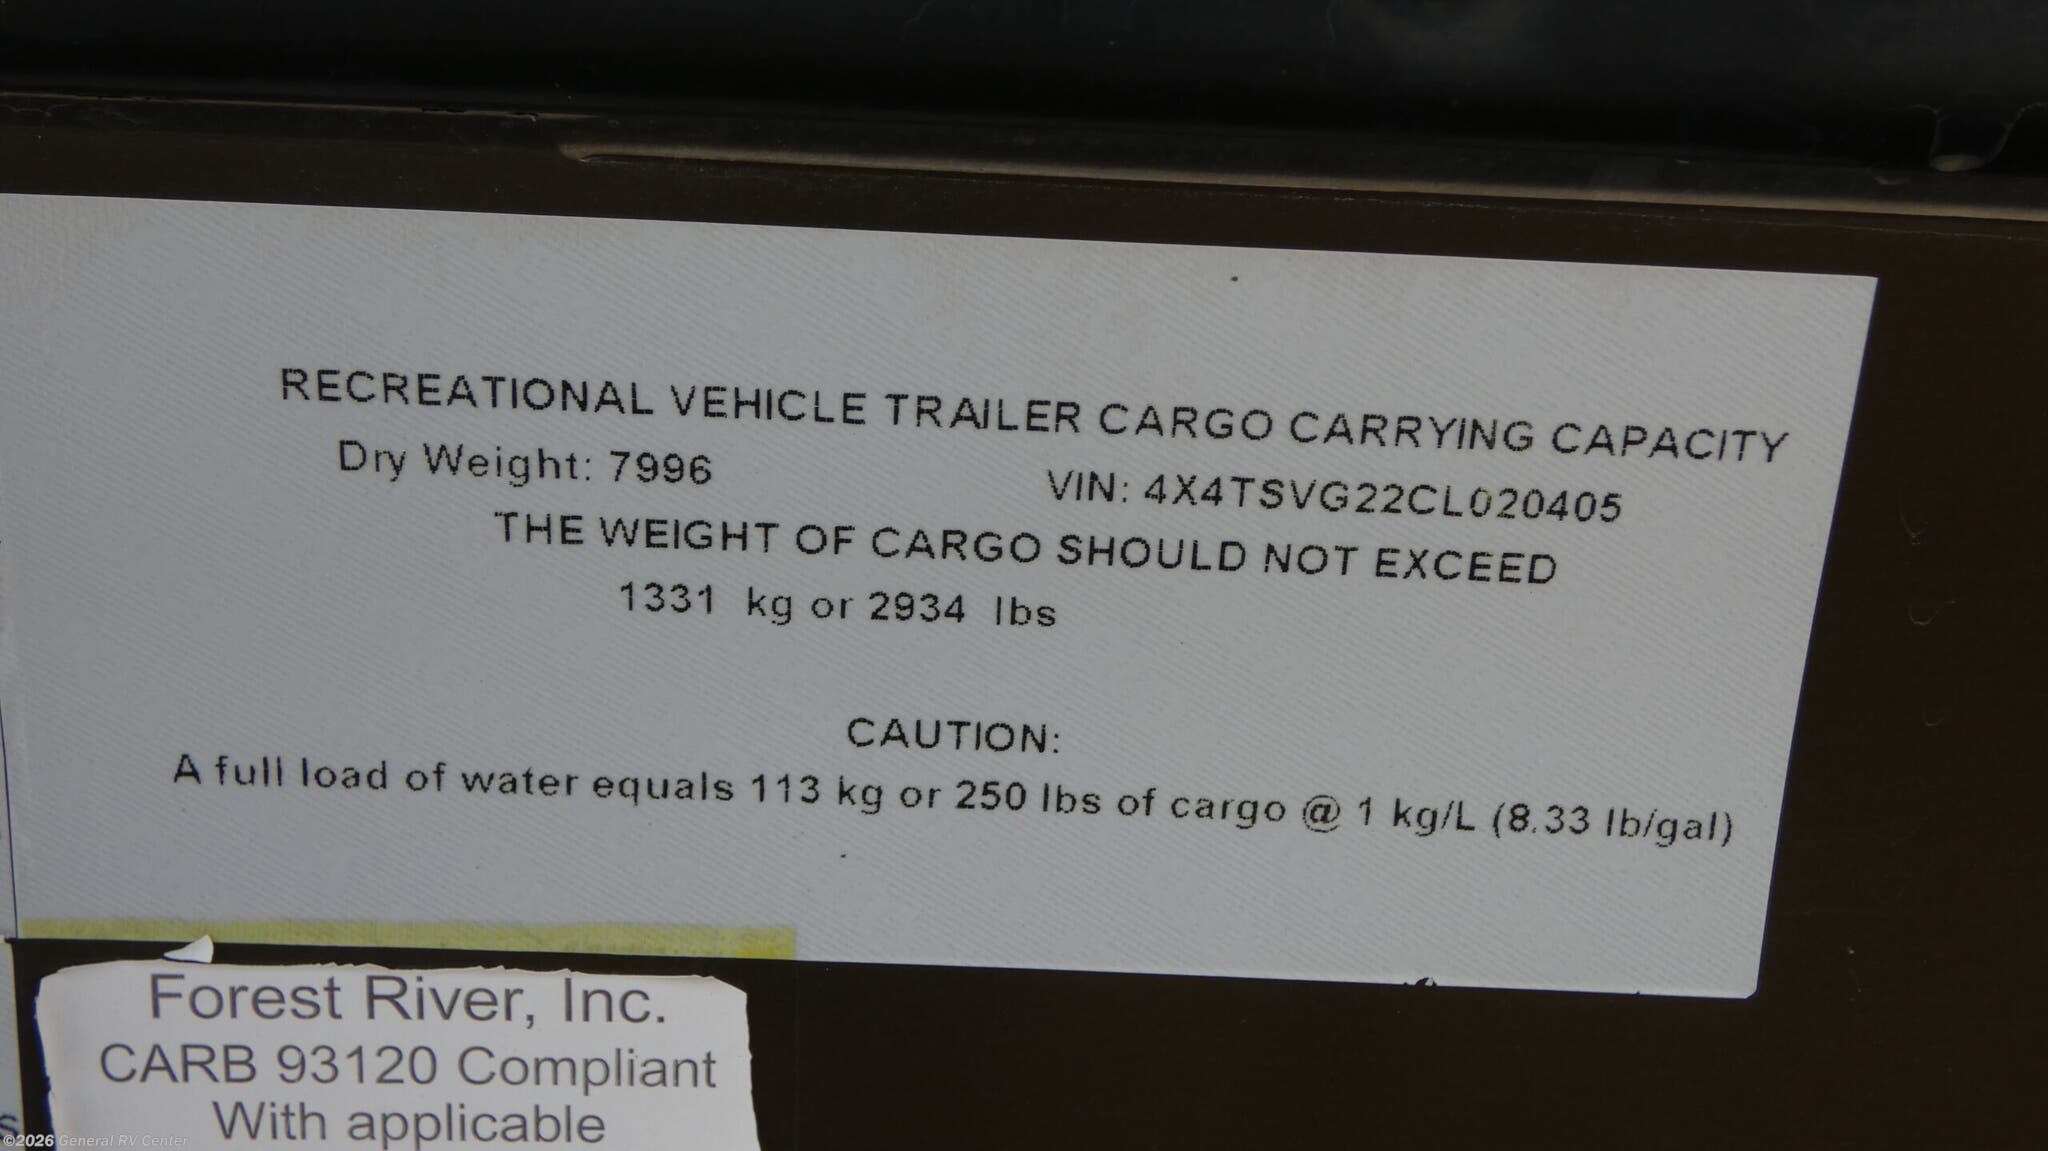 RECREATIONAL VEHICLE TRAILER CARGO CARRYING CAPACITY
Dry Weight: 7996 VIN: 4X4TSVG22CL020405
THE WEIGHT OF CARGO SHOULD NOT EXCEED
1331 kg or 2934 lbs
CAUTION:
A full load of water equals 113 kg or 250 lbs of cargo @ 1 kg/L (8.33 lb/gal)
Forest River, Inc.
CARB 93120 Compliant
With applicable
s
©2026 General RV Center